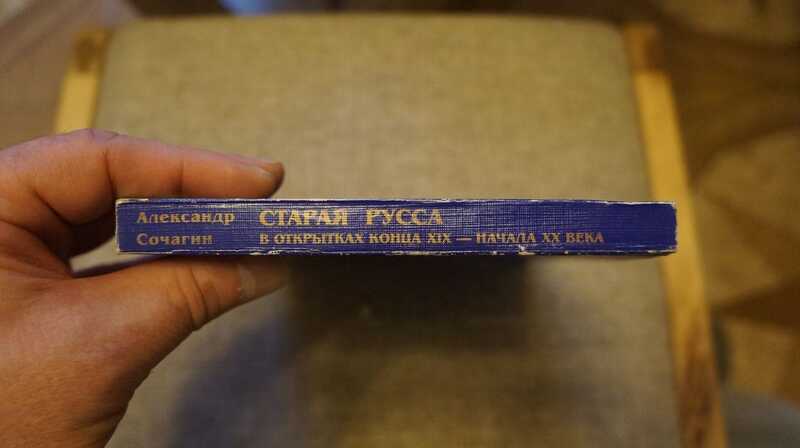 Александр
Сочагин
СТАРАЯ РУССА
В ОТКРЫТКАХ КОНЦА XIX — НАЧАЛА XX ВЕКА